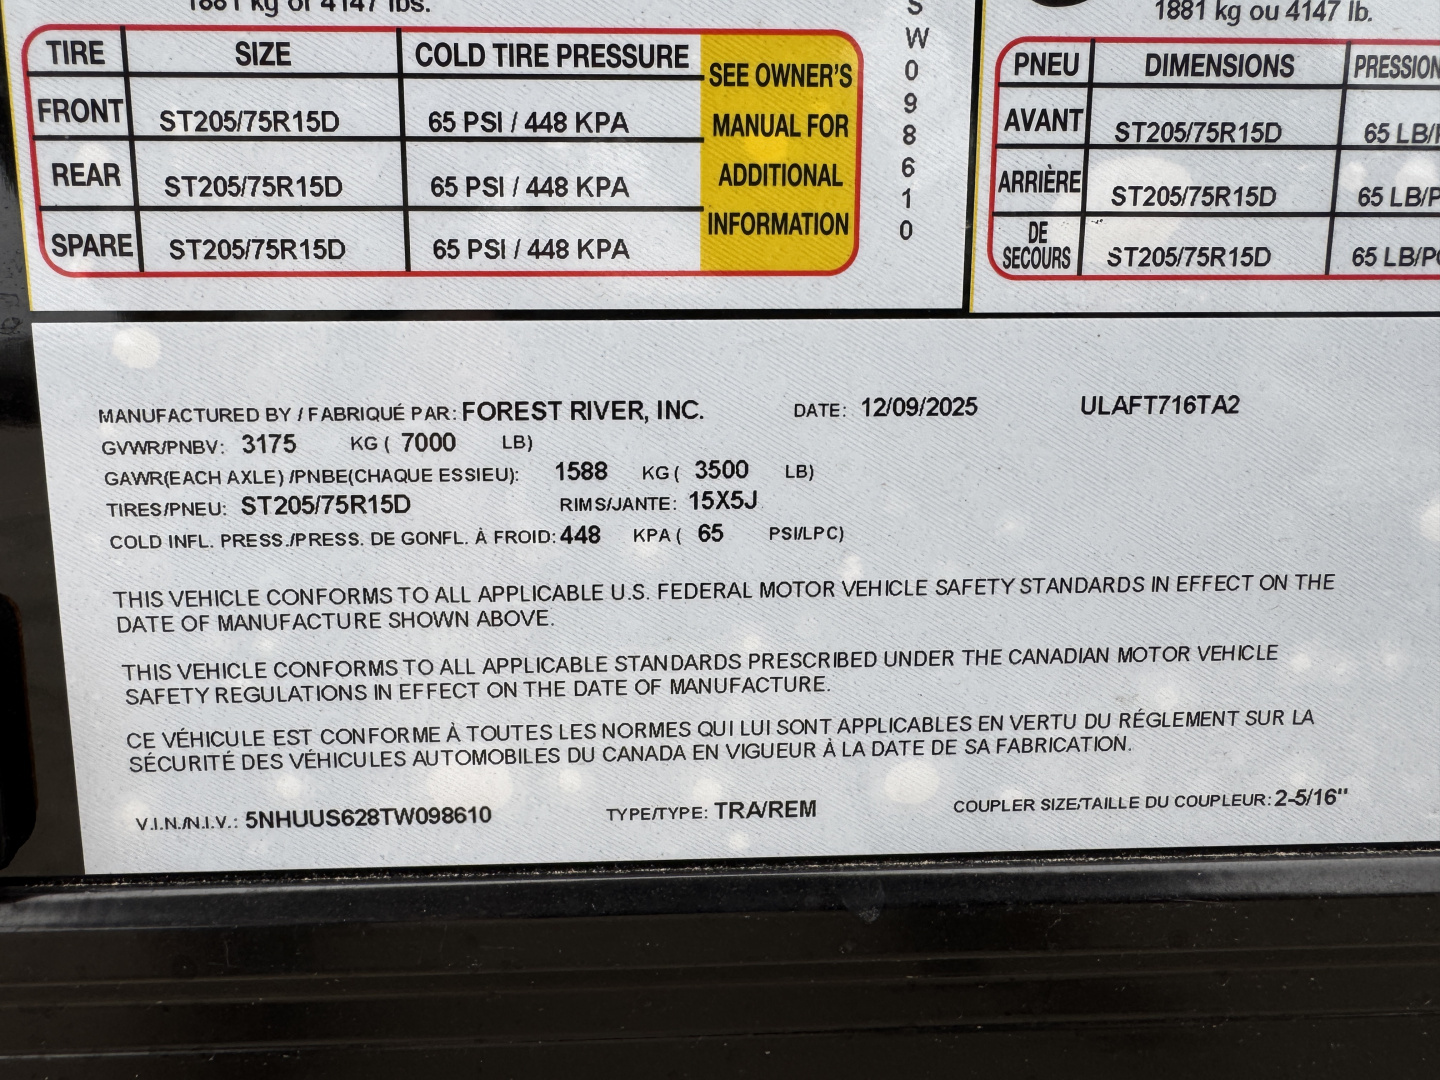 1881 kg or 4147 lbs.
TIRE SIZE COLD TIRE PRESSURE
FRONT ST205/75R15D 65 PSI / 448 KPA
REAR ST205/75R15D 65 PSI / 448 KPA
SPARE ST205/75R15D 65 PSI / 448 KPA
SEE OWNER'S
MANUAL FOR
ADDITIONAL
INFORMATION
S
W
0
9
8
6
1
0
1881 kg ou 4147 lb.
PNEU DIMENSIONS PRESSION
AVANT ST205/75R15D 65 LB/
ARRIÈRE ST205/75R15D 65 LB/P
DE
SECOURS ST205/75R15D 65 LB/PO
MANUFACTURED BY / FABRIQUÉ PAR: FOREST RIVER, INC. DATE: 12/09/2025 ULAFT716TA2
GVWR/PNBV: 3175 KG ( 7000 LB)
GAWR(EACH AXLE) /PNBE(CHAQUE ESSIEU): 1588 KG ( 3500 LB)
TIRES/PNEU: ST205/75R15D RIMS/JANTE: 15X5J
COLD INFL. PRESS./PRESS. DE GONFL. À FROID: 448 KPA ( 65 PSI/LPC)
THIS VEHICLE CONFORMS TO ALL APPLICABLE U.S. FEDERAL MOTOR VEHICLE SAFETY STANDARDS IN EFFECT ON THE
DATE OF MANUFACTURE SHOWN ABOVE.
THIS VEHICLE CONFORMS TO ALL APPLICABLE STANDARDS PRESCRIBED UNDER THE CANADIAN MOTOR VEHICLE
SAFETY REGULATIONS IN EFFECT ON THE DATE OF MANUFACTURE.
CE VÉHICULE EST CONFORME À TOUTES LES NORMES QUI LUI SONT APPLICABLES EN VERTU DU RÉGLEMENT SUR LA
SÉCURITÉ DES VÉHICULES AUTOMOBILES DU CANADA EN VIGUEUR À LA DATE DE SA FABRICATION.
V.I.N./N.I.V.: 5NHUUS628TW098610 TYPE/TYPE: TRA/REM COUPLER SIZE/TAILLE DU COUPLEUR: 2-5/16"